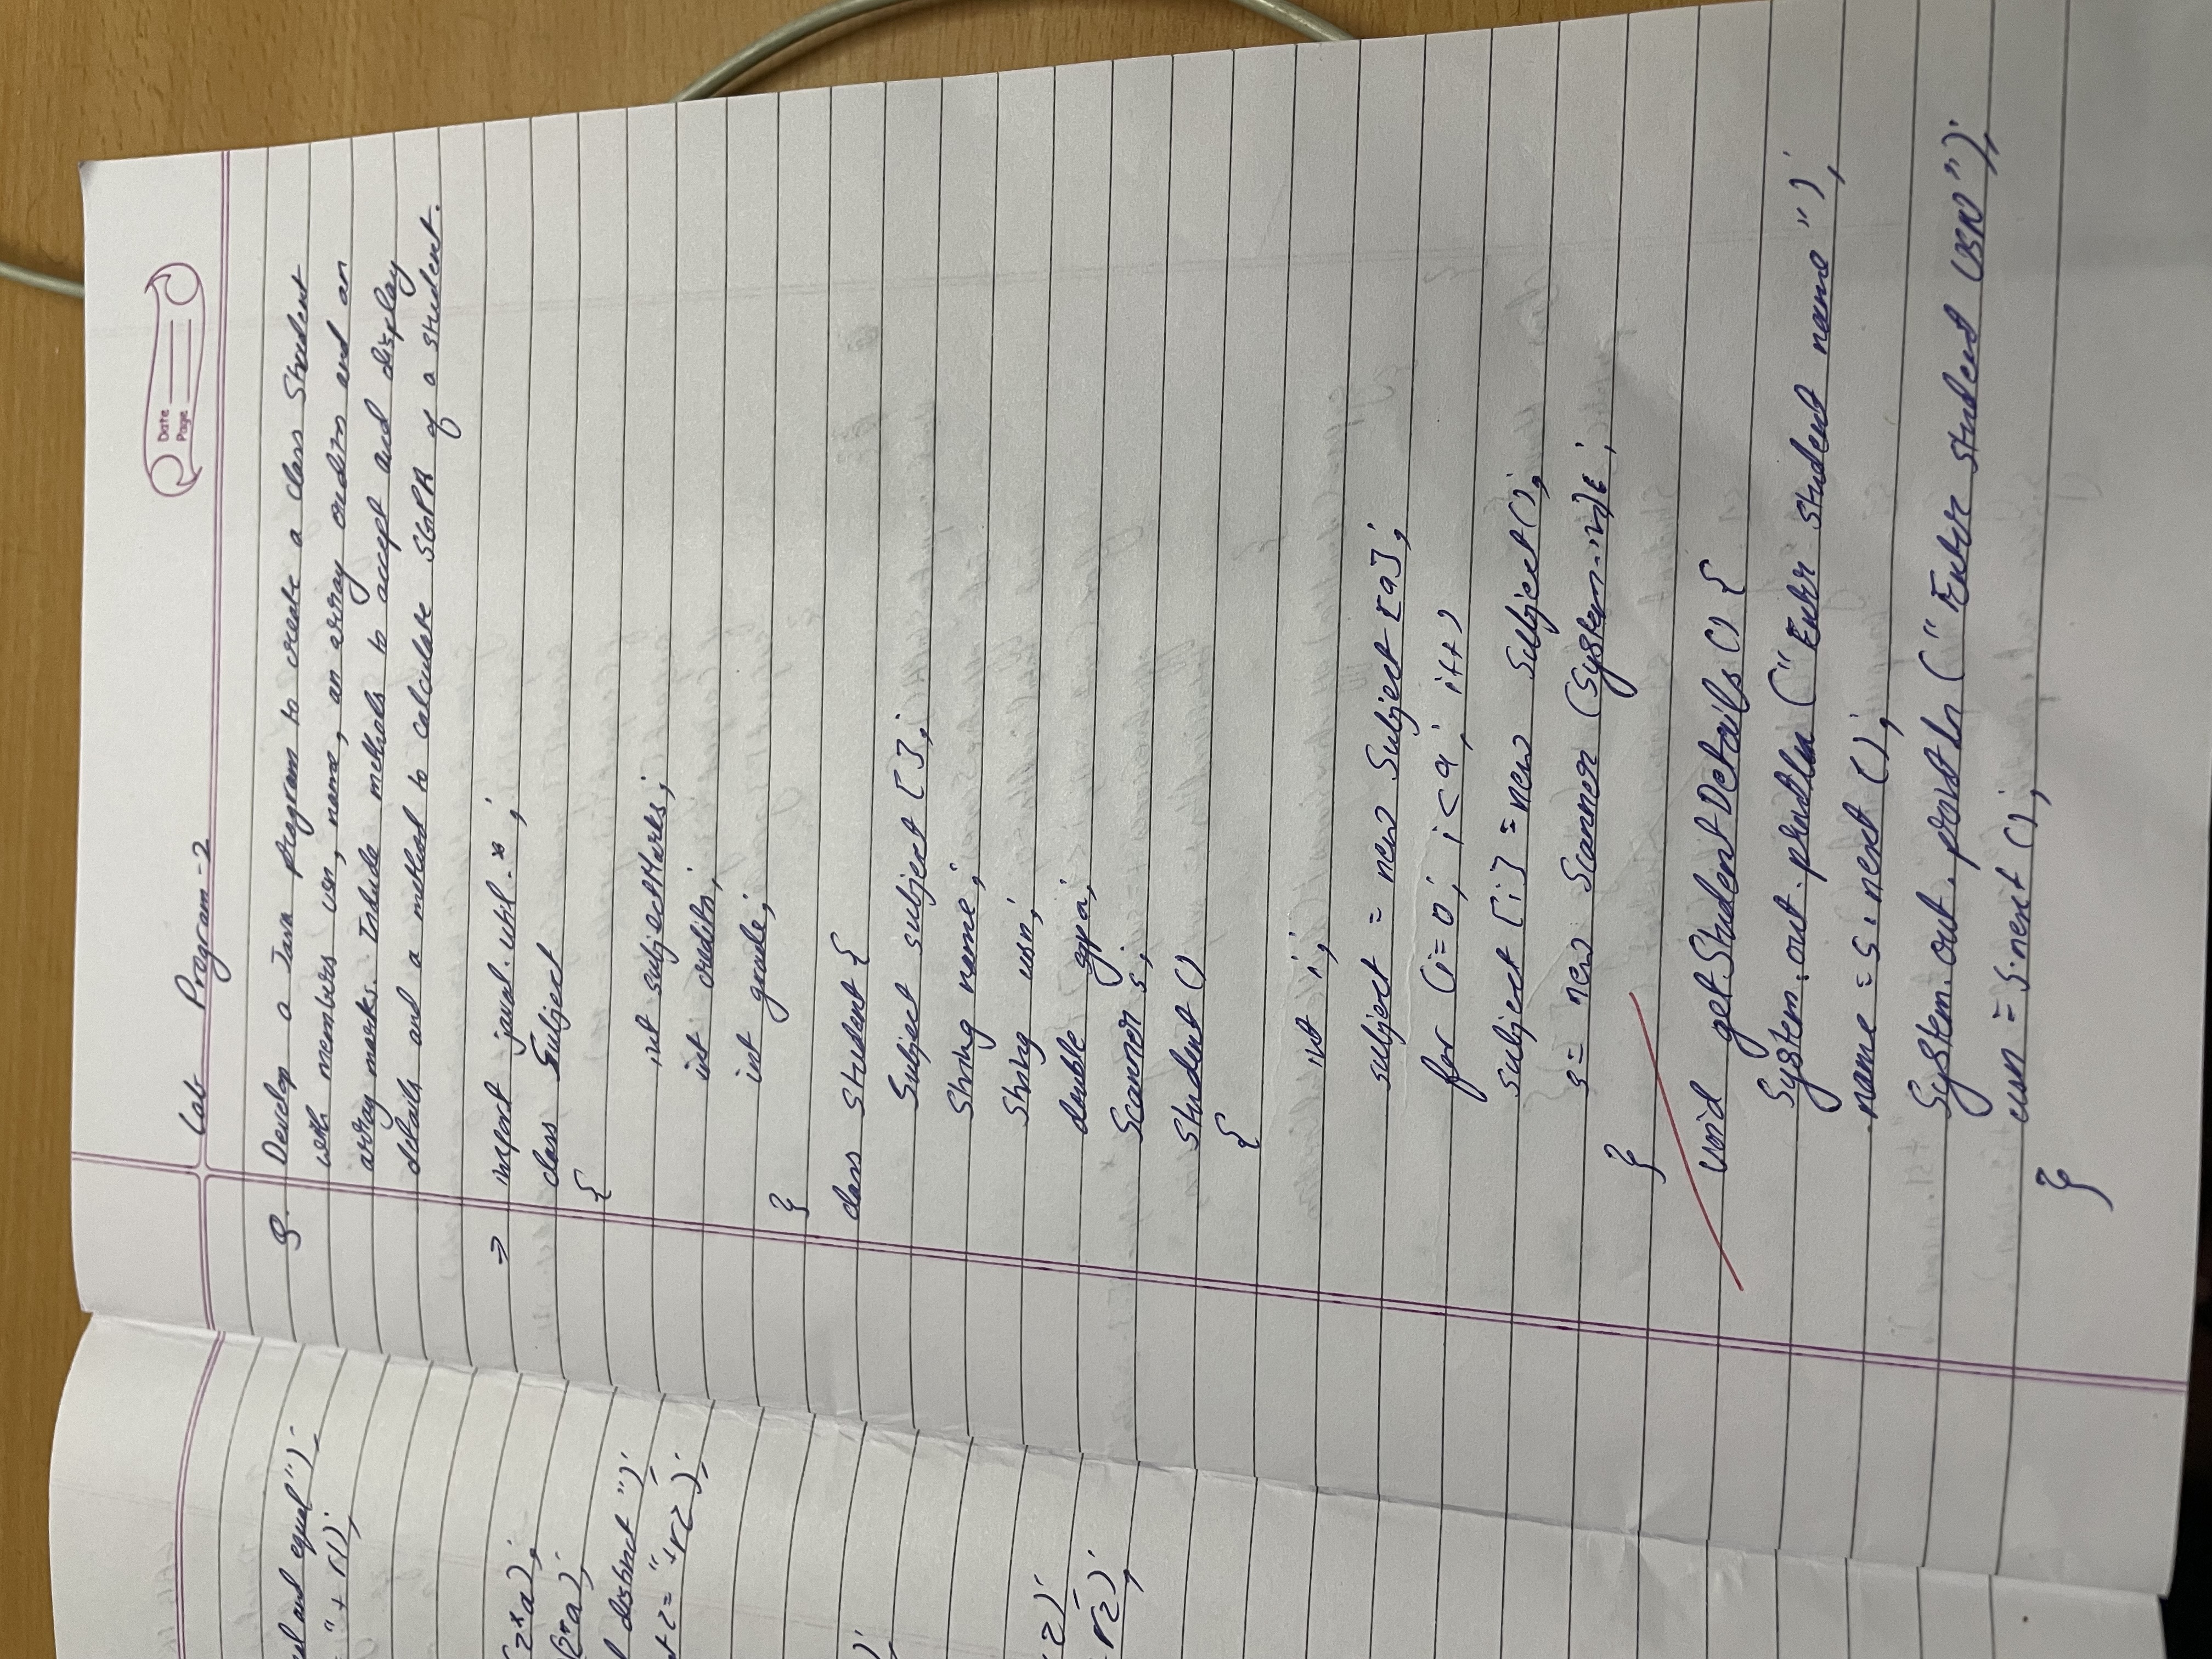 al and equal");
= "+ r1);
(2*a);
(2*a);
l distinct ");
t2= "+r2);
);
2);
r2);
Date
Page
Lab Program-2
Q. Develop a Java program to create a class Student
with members usn, name, an array credits and an
array marks. Include methods to accept and display
details and a method to calculate SGPA of a student.
⇒ import java.util.*;
class Subject
{
int subjectMarks;
int credits;
int grade;
}
class Student {
Subject subject [];
String name;
String usn;
double sgpa;
Scanner s;
Student ()
{
int i;
subject = new Subject [9];
for (i=0; i<9; i++)
subject [i] = new Subject();
s= new Scanner (System.in);
}
void getStudentDetails () {
System.out.println ("Enter student name");
name = s.next ();
System.out.println ("Enter student USN");
usn = s.next ();
}